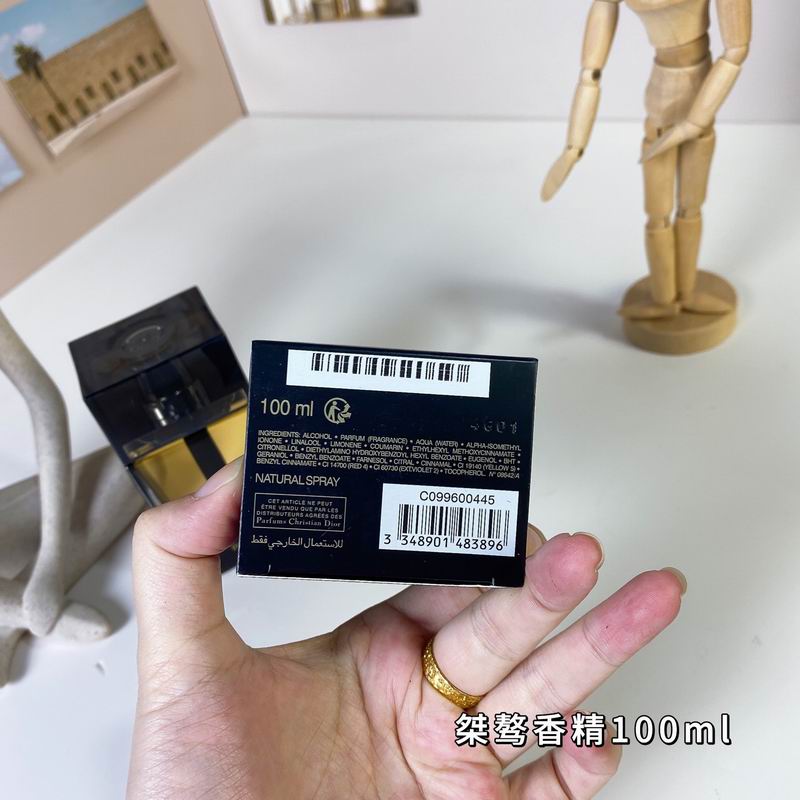 100 ml
3601
INGREDIENTS: ALCOHOL • PARFUM (FRAGRANCE) • AQUA (WATER) • ALPHA-ISOMETHYL
IONONE • LINALOOL • LIMONENE • COUMARIN • ETHYLHEXYL METHOXYCINNAMATE •
CITRONELLOL • DIETHYLAMINO HYDROXYBENZOYL HEXYL BENZOATE • EUGENOL • BHT •
GERANIOL • BENZYL BENZOATE • FARNESOL • CITRAL • CINNAMAL • CI 19140 (YELLOW 5) •
BENZYL CINNAMATE • CI 14700 (RED 4) • CI 60730 (EXT.VIOLET 2) • TOCOPHEROL. N° 08642/A
NATURAL SPRAY
CET ARTICLE NE PEUT
ÊTRE VENDU QUE PAR LES
DISTRIBUTEURS AGRÉÉS DES
Parfums Christian Dior
للاستعمال الخارجي فقط
C099600445
3 348901 483896
桀骜香精100ml